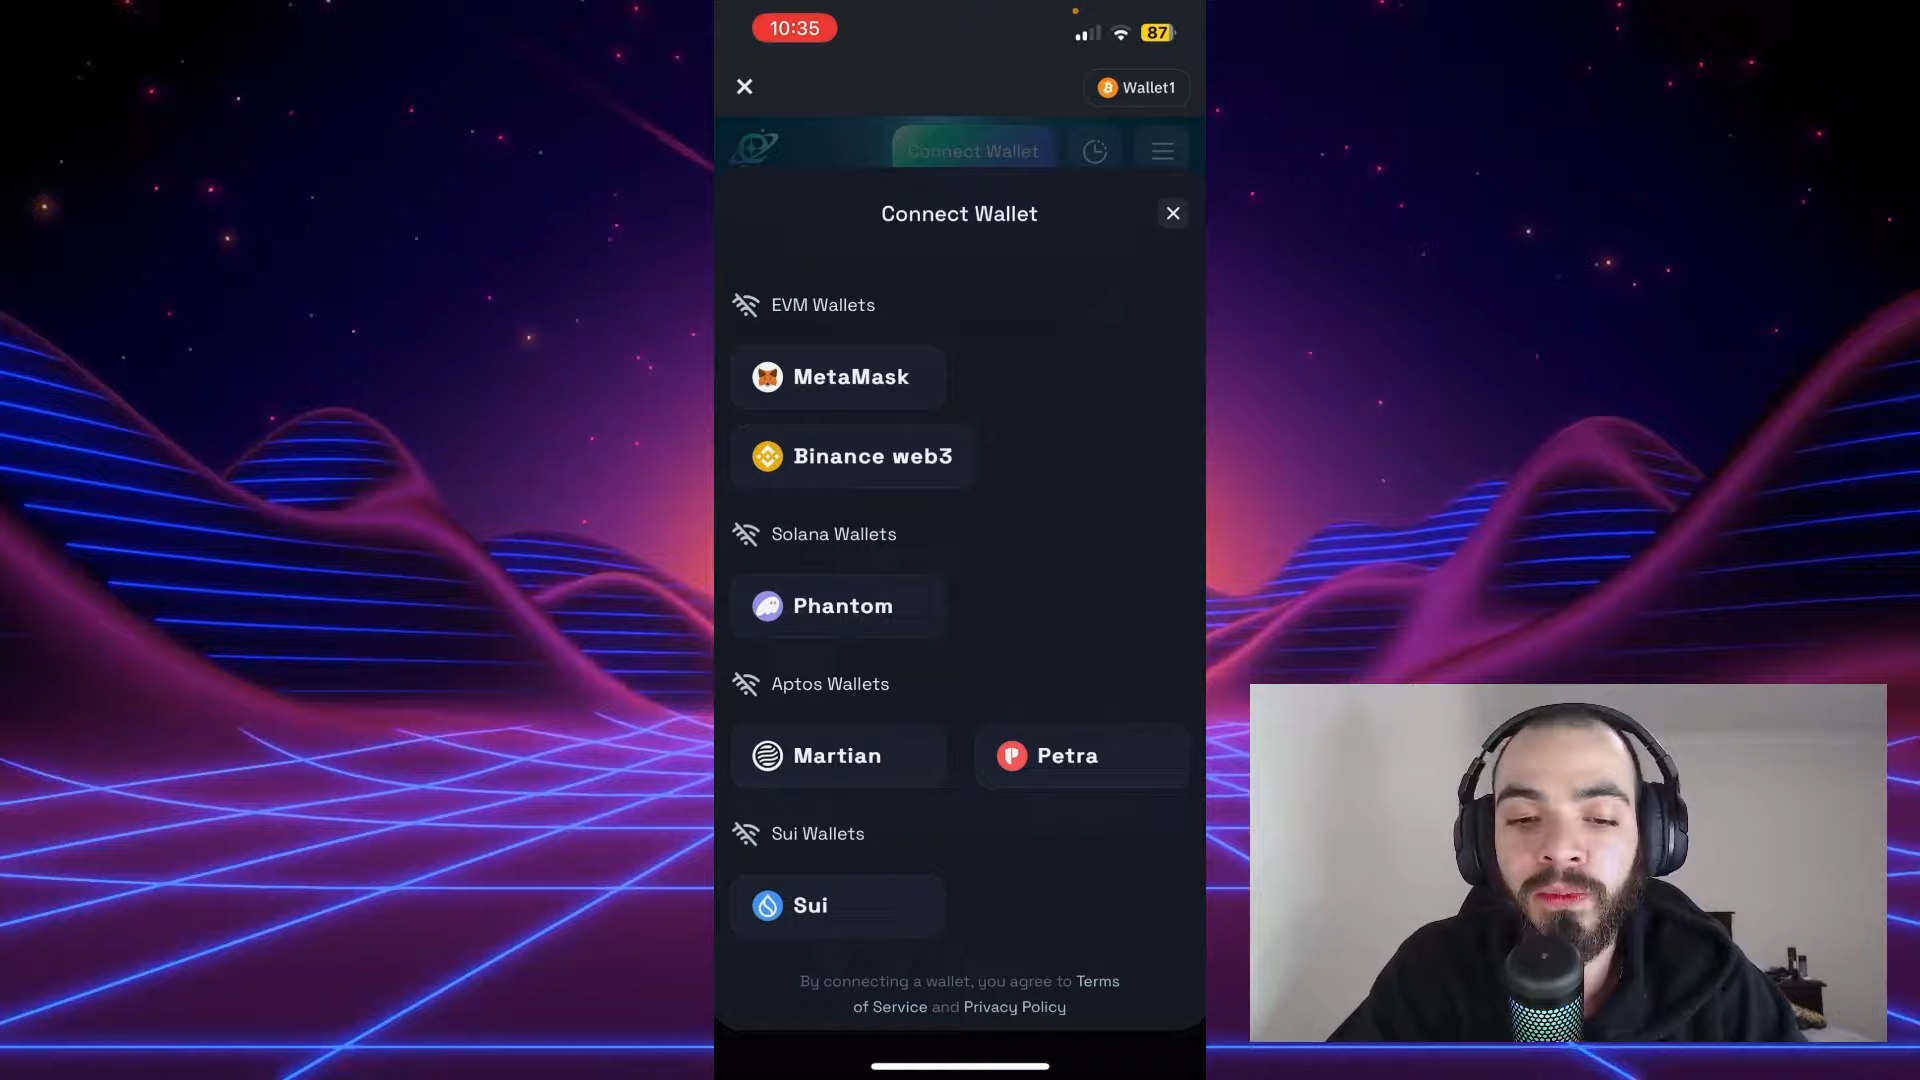 10:35
87
Wallet1
Connect Wallet
Connect Wallet
EVM Wallets
MetaMask
Binance web3
Solana Wallets
Phantom
Aptos Wallets
Martian
Petra
Sui Wallets
Sui
By connecting a wallet, you agree to Terms
of Service and Privacy Policy